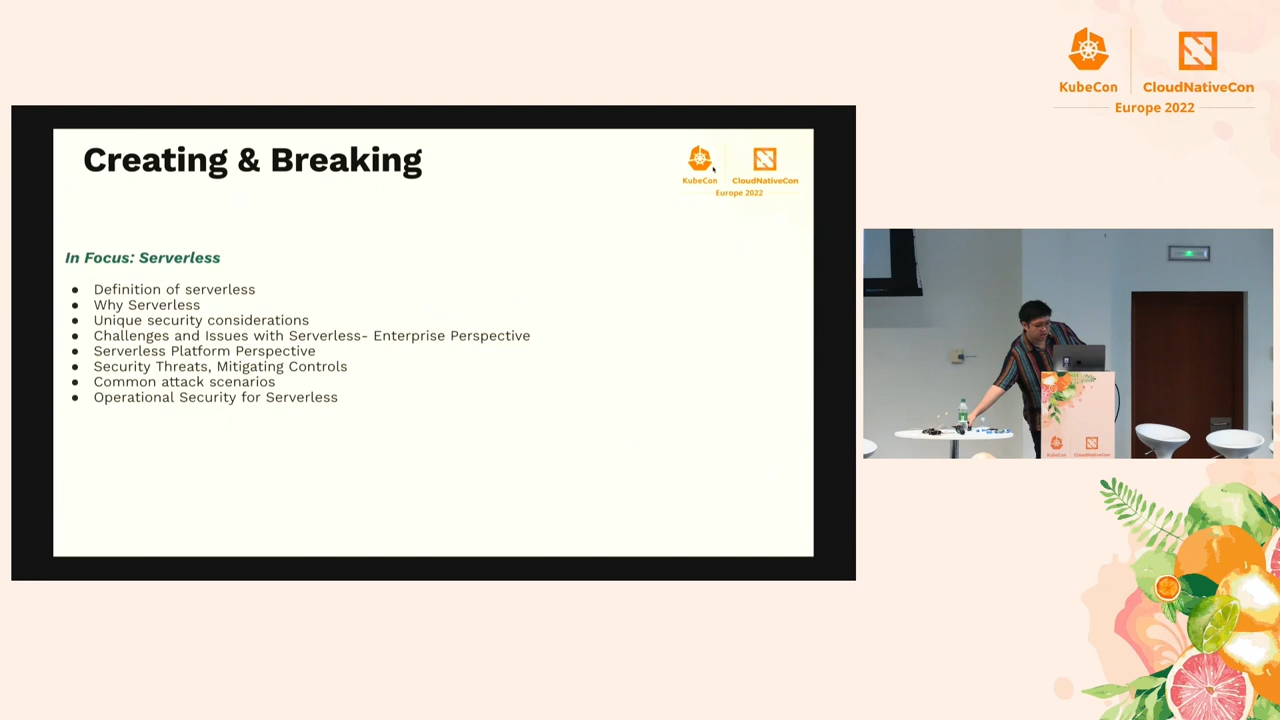 KubeCon
CloudNativeCon
Europe 2022
Creating & Breaking
KubeCon
CloudNativeCon
Europe 2022
In Focus: Serverless
● Definition of serverless
● Why Serverless
● Unique security considerations
● Challenges and Issues with Serverless- Enterprise Perspective
● Serverless Platform Perspective
● Security Threats, Mitigating Controls
● Common attack scenarios
● Operational Security for Serverless